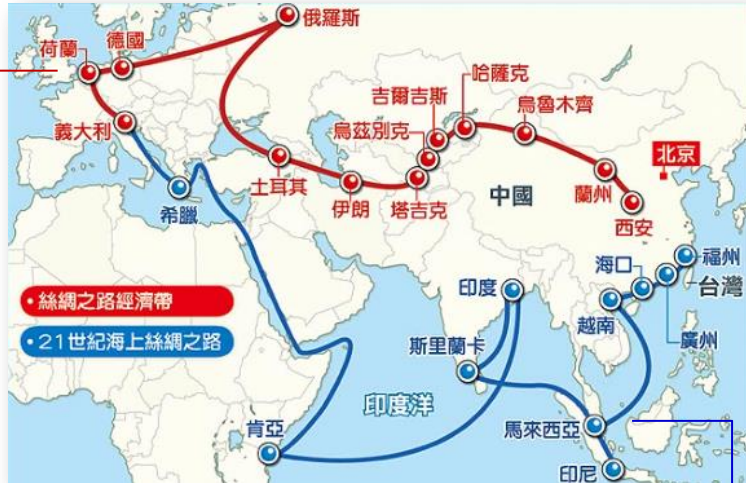 俄羅斯
德國
荷蘭
哈薩克
吉爾吉斯
烏魯木齊
烏茲別克
義大利
北京
土耳其
伊朗
塔吉克
中國
蘭州
西安
希臘
福州
海口
印度
台灣
• 絲綢之路經濟帶
越南
廣州
• 21世紀海上絲綢之路
斯里蘭卡
印度洋
肯亞
馬來西亞
印尼